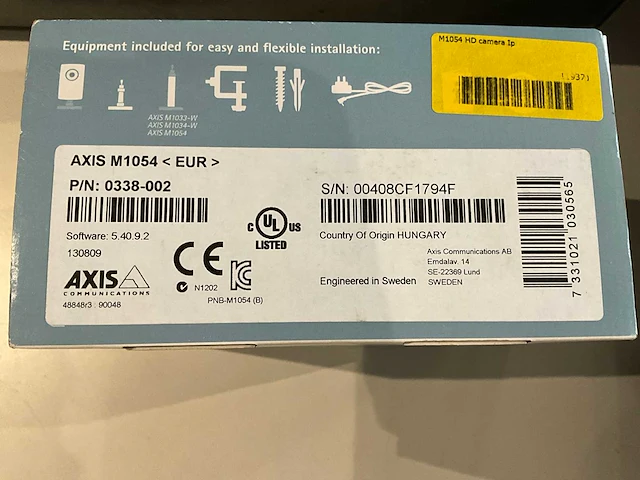 Equipment included for easy and flexible installation:
M1054 HD camera Ip
(1937)
AXIS M1033-W
AXIS M1034-W
AXIS M1054
AXIS M1054 < EUR >
P/N: 0338-002
S/N: 00408CF1794F
Software: 5.40.9.2
130809
C UL US
LISTED
Country Of Origin HUNGARY
Axis Communications AB
Emdalav. 14
SE-22369 Lund
SWEDEN
Engineered in Sweden
AXIS
COMMUNICATIONS
48848r3 : 90048
CE
N1202
PNB-M1054 (B)
7 331021 030565